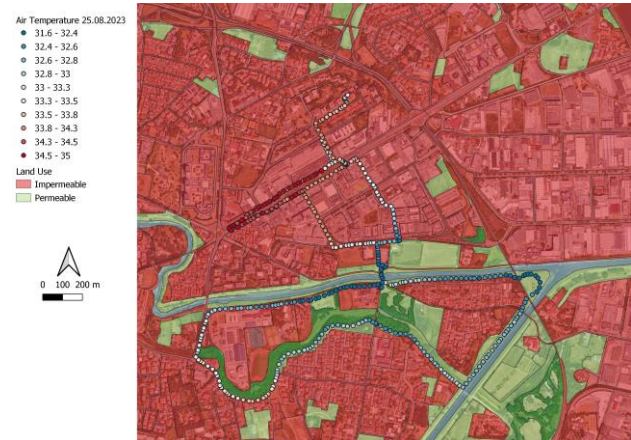 Air Temperature 25.08.2023
31.6 - 32.4
32.4 - 32.6
32.6 - 32.8
32.8 - 33
33 - 33.3
33.3 - 33.5
33.5 - 33.8
33.8 - 34.3
34.3 - 34.5
34.5 - 35
Land Use
Impermeable
Permeable
0 100 200 m